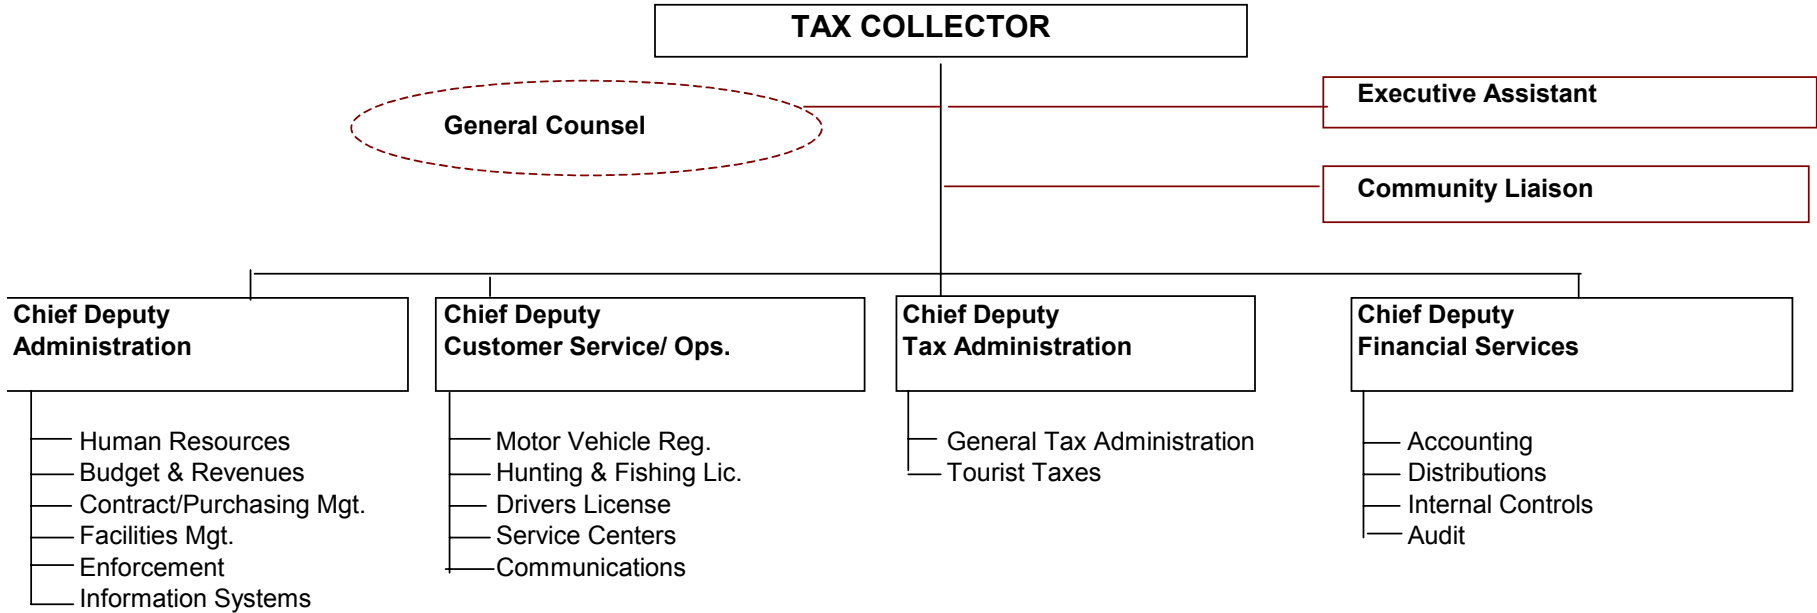 TAX COLLECTOR
Executive Assistant
General Counsel
Community Liaison
Chief Deputy
Administration
Human Resources
Budget & Revenues
Contract/Purchasing Mgt.
Facilities Mgt.
Enforcement
Information Systems
Chief Deputy
Customer Service/ Ops.
Motor Vehicle Reg.
Hunting & Fishing Lic.
Drivers License
Service Centers
Communications
Chief Deputy
Tax Administration
General Tax Administration
Tourist Taxes
Chief Deputy
Financial Services
Accounting
Distributions
Internal Controls
Audit